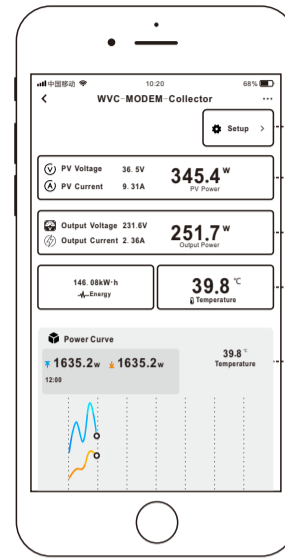 中国移动 10:20 68%
< WVC-MODEM-Collector ...
Setup >
V PV Voltage 36.5V
A PV Current 9.31A
345.4 W
PV Power
Output Voltage 231.6V
Output Current 2.36A
251.7 W
Output Power
146.08kW·h
Energy
39.8 ℃
Temperature
Power Curve
1635.2w 1635.2w
12:00
39.8 ℃
Temperature